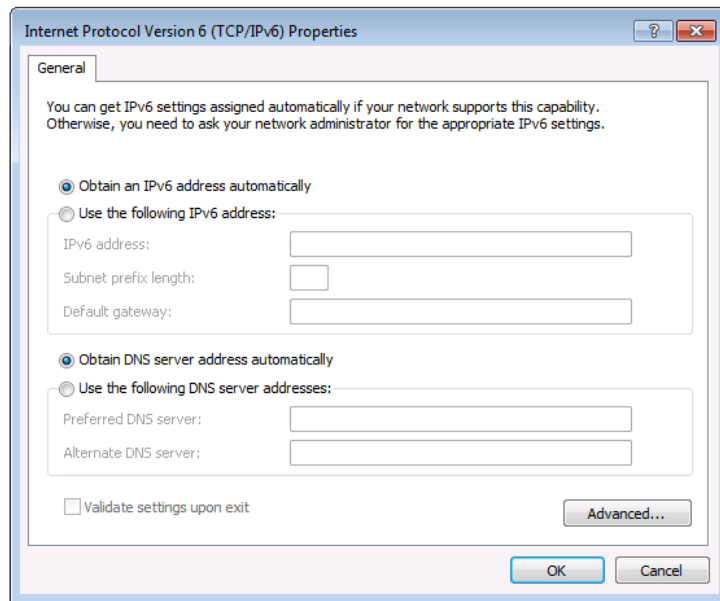 Internet Protocol Version 6 (TCP/IPv6) Properties
?
General
You can get IPv6 settings assigned automatically if your network supports this capability.
Otherwise, you need to ask your network administrator for the appropriate IPv6 settings.
Obtain an IPv6 address automatically
Use the following IPv6 address:
IPv6 address:
Subnet prefix length:
Default gateway:
Obtain DNS server address automatically
Use the following DNS server addresses:
Preferred DNS server:
Alternate DNS server:
Validate settings upon exit
Advanced...
OK Cancel